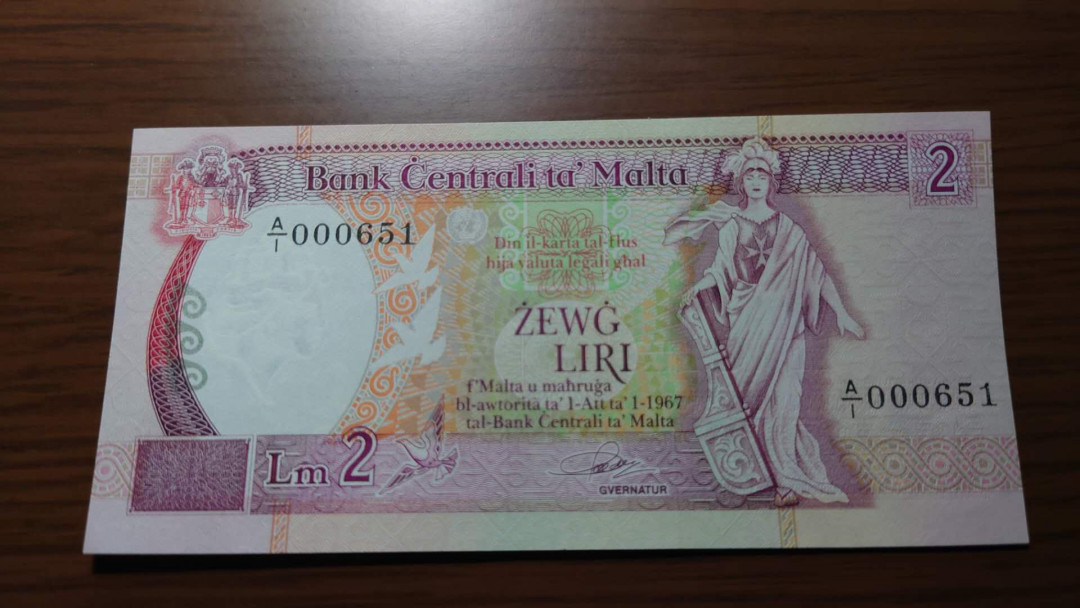 Bank Ċentrali ta' Malta
2
A/1 000651
Din il-karta tal-flus
hija valuta legali għal
ŻEWĠ
LIRI
f'Malta u maħruġa
bl-awtorità ta' l-Att ta' l-1967
tal-Bank Ċentrali ta' Malta
A/1 000651
Lm 2
GVERNATUR